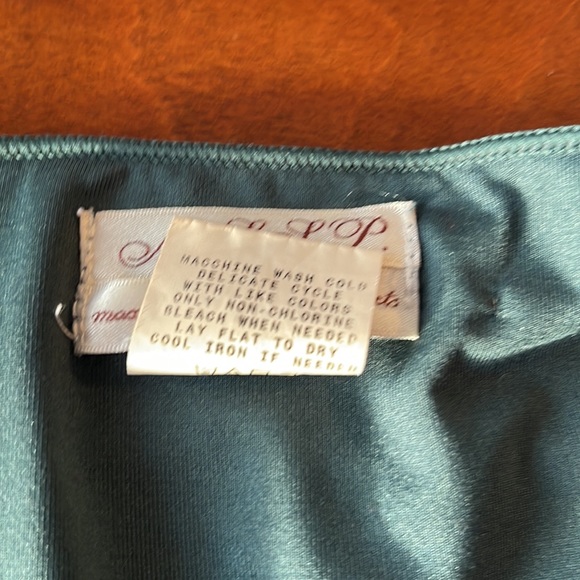 MACCHINE WASH COLD
DELICATE CYCLE
WITH LIKE COLORS
ONLY NON-CHLORINE
BLEACH WHEN NEEDED
LAY FLAT TO DRY
COOL IRON IF NEEDED